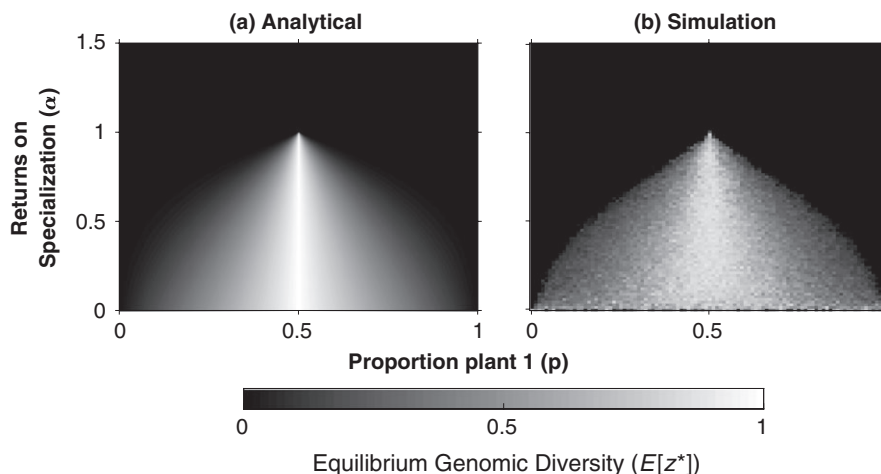 (a) Analytical
(b) Simulation
Returns on
Specialization (α)
1.5
1
0.5
0
0
0.5
1
0
0.5
Proportion plant 1 (p)
0
0.5
1
Equilibrium Genomic Diversity (E[z*])